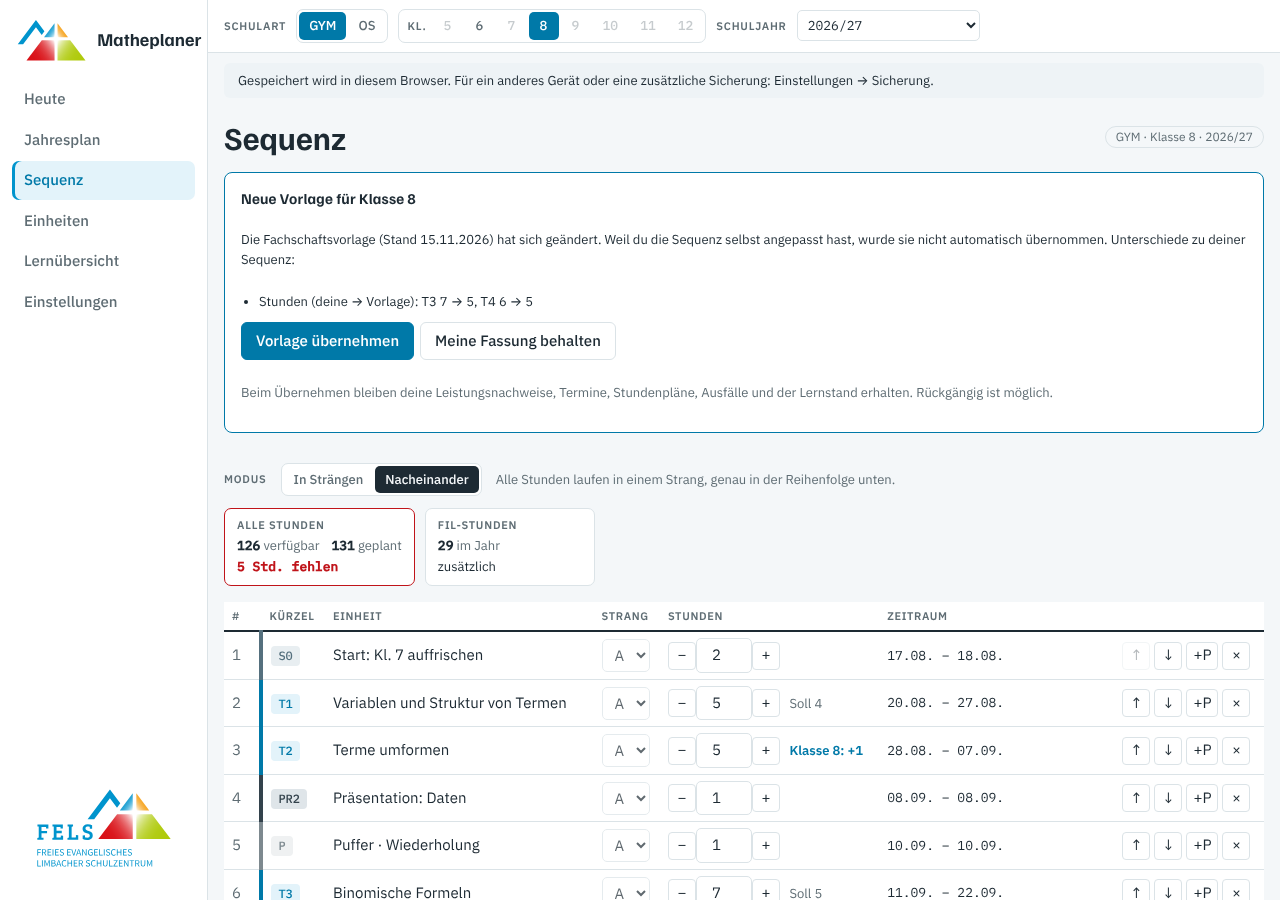 Matheplaner
Heute
Jahresplan
Sequenz
Einheiten
Lernübersicht
Einstellungen
FELS
FREIES EVANGELISCHES
LIMBACHER SCHULZENTRUM
SCHULART GYM OS KL. 5 6 7 8 9 10 11 12 SCHULJAHR 2026/27
Gespeichert wird in diesem Browser. Für ein anderes Gerät oder eine zusätzliche Sicherung: Einstellungen → Sicherung.
Sequenz
GYM · Klasse 8 · 2026/27
Neue Vorlage für Klasse 8
Die Fachschaftsvorlage (Stand 15.11.2026) hat sich geändert. Weil du die Sequenz selbst angepasst hast, wurde sie nicht automatisch übernommen. Unterschiede zu deiner
Sequenz:
• Stunden (deine → Vorlage): T3 7 → 5, T4 6 → 5
Vorlage übernehmen Meine Fassung behalten
Beim Übernehmen bleiben deine Leistungsnachweise, Termine, Stundenpläne, Ausfälle und der Lernstand erhalten. Rückgängig ist möglich.
MODUS In Strängen Nacheinander Alle Stunden laufen in einem Strang, genau in der Reihenfolge unten.
ALLE STUNDEN
126 verfügbar 131 geplant
5 Std. fehlen
FIL-STUNDEN
29 im Jahr
zusätzlich
# KÜRZEL EINHEIT STRANG STUNDEN ZEITRAUM
1 S0 Start: Kl. 7 auffrischen A − 2 + 17.08. – 18.08. ↑ ↓ +P ×
2 T1 Variablen und Struktur von Termen A − 5 + Soll 4 20.08. – 27.08. ↑ ↓ +P ×
3 T2 Terme umformen A − 5 + Klasse 8: +1 28.08. – 07.09. ↑ ↓ +P ×
4 PR2 Präsentation: Daten A − 1 + 08.09. – 08.09. ↑ ↓ +P ×
5 P Puffer · Wiederholung A − 1 + 10.09. – 10.09. ↑ ↓ +P ×
6 T3 Binomische Formeln A − 7 + Soll 5 11.09. – 22.09. ↑ ↓ +P ×